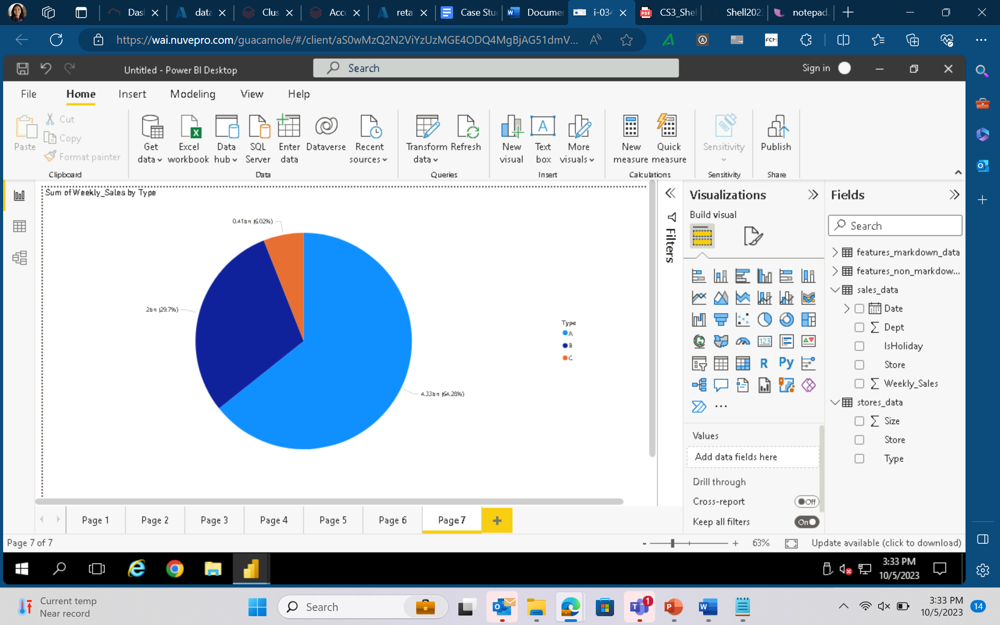 Das
data
Clus
Acc
reta
Case Stu
Documer
i-034
CS3_Shel
Shell202
notepad.
https://wai.nuvepro.com/guacamole/#/client/aS0wMzQ2N2ViYzUzMGE4ODQ4MgBjAG51dmV...
Untitled - Power BI Desktop
Search
Sign in
File Home Insert Modeling View Help
Paste
Cut
Copy
Format painter
Clipboard
Get data
Excel workbook
Data hub
SQL Server
Enter data
Dataverse
Recent sources
Data
Transform data
Refresh
Queries
New visual
Text box
More visuals
Insert
New measure
Quick measure
Calculations
Sensitivity
Sensitivity
Publish
Share
Sum of Weekly_Sales by Type
0.41bn (6.02%)
2bn (29.7%)
4.33bn (64.28%)
Type
A
B
C
Filters
Visualizations
Build visual
Values
Add data fields here
Drill through
Cross-report
Off
Keep all filters
On
Fields
Search
features_markdown_data
features_non_markdow...
sales_data
Date
Dept
IsHoliday
Store
Weekly_Sales
stores_data
Size
Store
Type
Page 1 Page 2 Page 3 Page 4 Page 5 Page 6 Page 7
Page 7 of 7
63%
Update available (click to download)
3:33 PM
10/5/2023
Current temp
Near record
Search
1
3:33 PM
10/5/2023
14